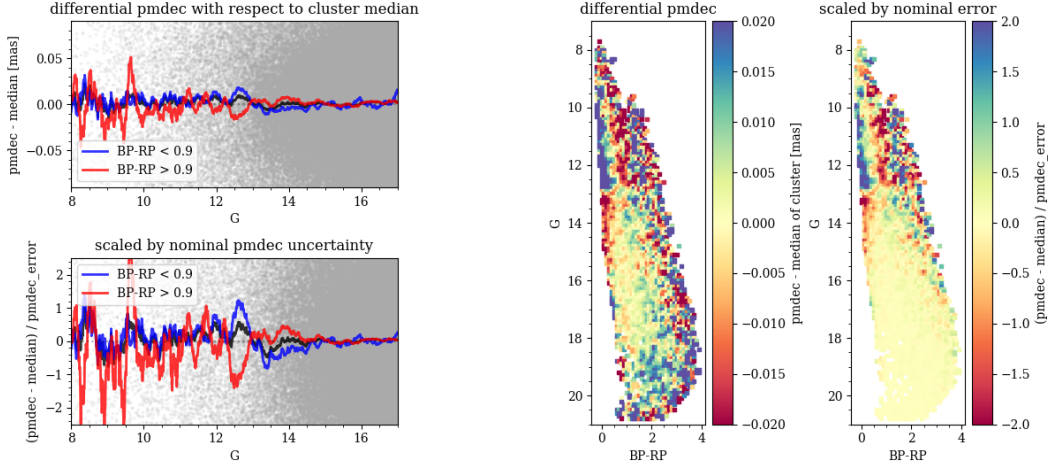 differential pmdec with respect to cluster median
0.05
0.00
−0.05
pmdec - median [mas]
BP-RP < 0.9
BP-RP > 0.9
8 10 12 14 16
G
scaled by nominal pmdec uncertainty
2
1
0
−1
−2
(pmdec - median) / pmdec_error
BP-RP < 0.9
BP-RP > 0.9
8 10 12 14 16
G
differential pmdec
8
10
12
14
16
18
20
G
0 2 4
BP-RP
0.020
0.015
0.010
0.005
0.000
−0.005
−0.010
−0.015
−0.020
pmdec - median of cluster [mas]
scaled by nominal error
8
10
12
14
16
18
20
G
0 2 4
BP-RP
2.0
1.5
1.0
0.5
0.0
−0.5
−1.0
−1.5
−2.0
(pmdec - median) / pmdec_error